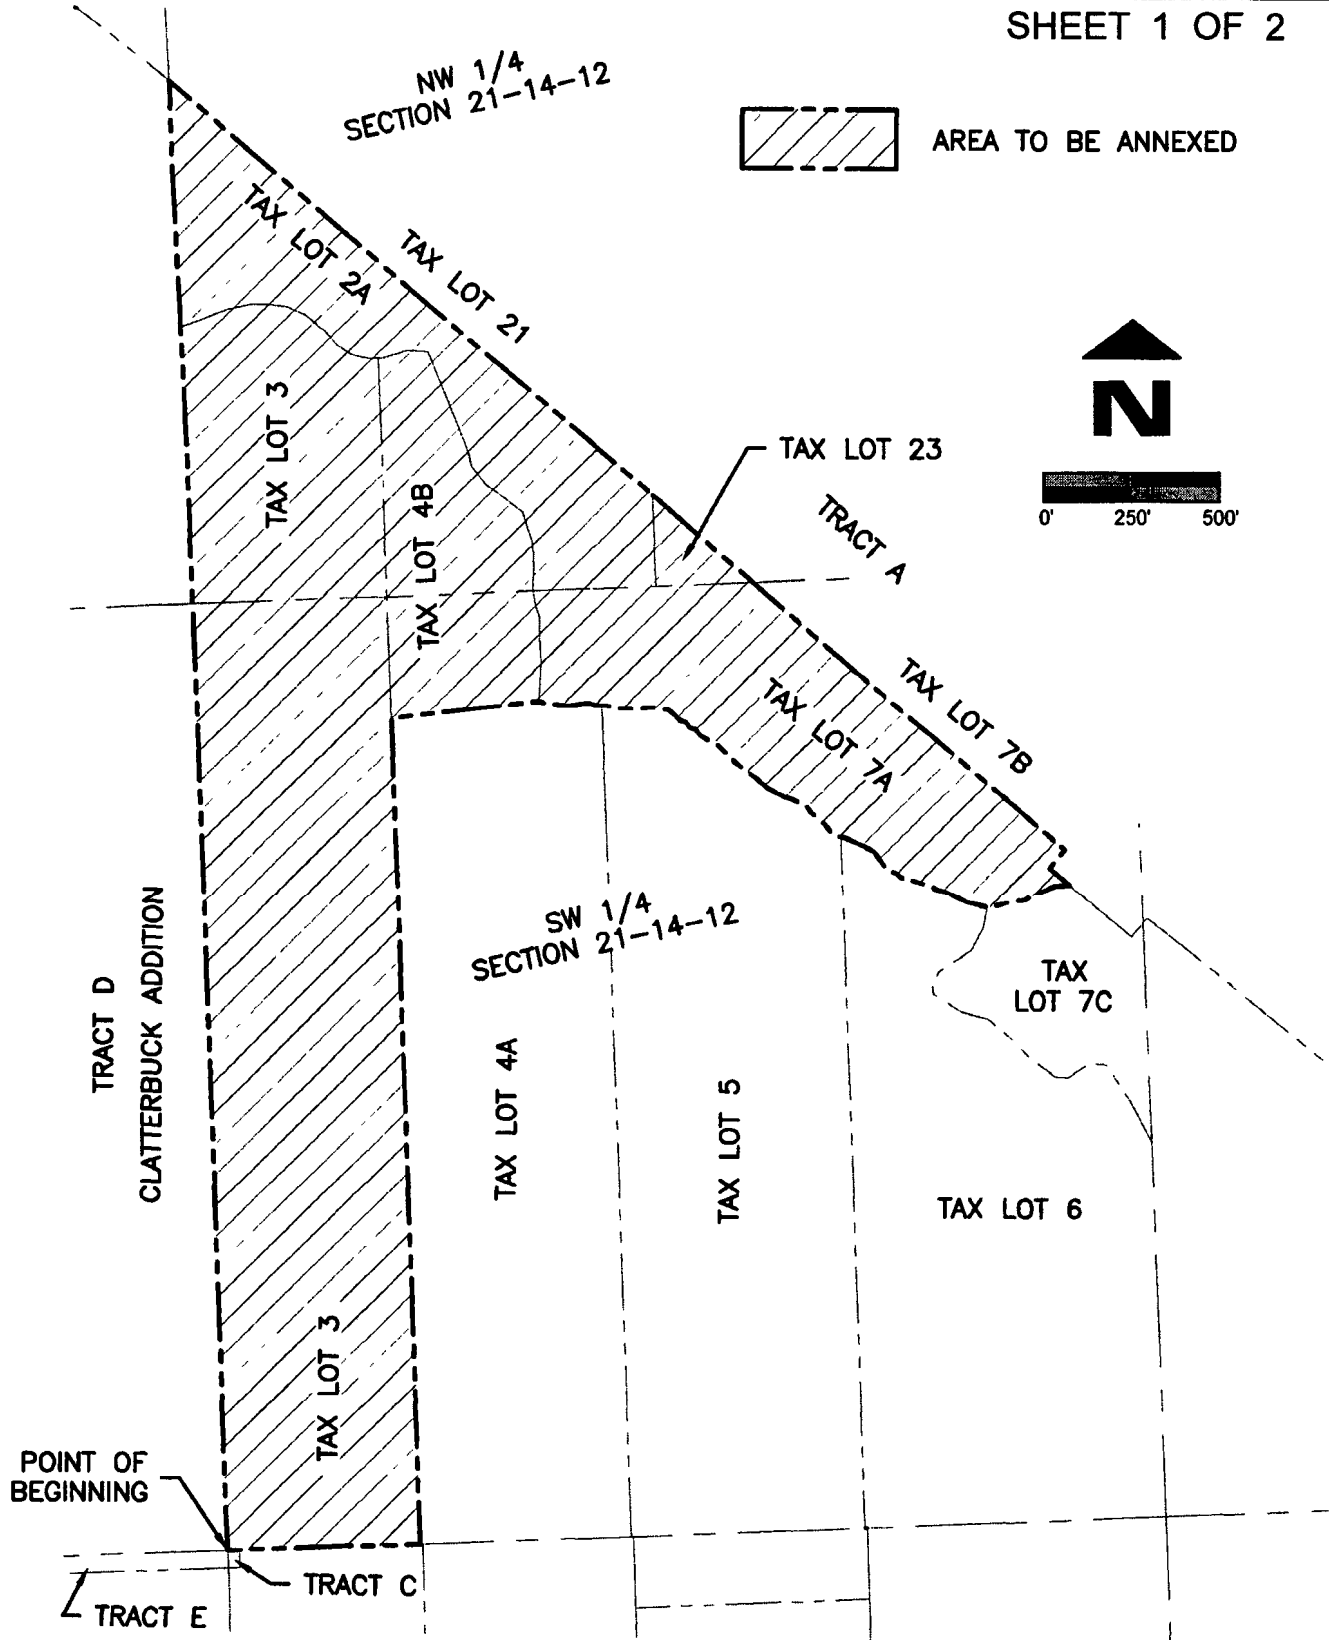 SHEET 1 OF 2
NW 1/4
SECTION 21-14-12
AREA TO BE ANNEXED
TAX LOT 2A
TAX LOT 21
N
0' 250' 500'
TAX LOT 3
TAX LOT 4B
TAX LOT 23
TRACT A
TAX LOT 7A
TAX LOT 7B
SW 1/4
SECTION 21-14-12
TRACT D
CLATTERBUCK ADDITION
TAX
LOT 7C
TAX LOT 4A
TAX LOT 5
TAX LOT 6
TAX LOT 3
POINT OF
BEGINNING
TRACT C
TRACT E